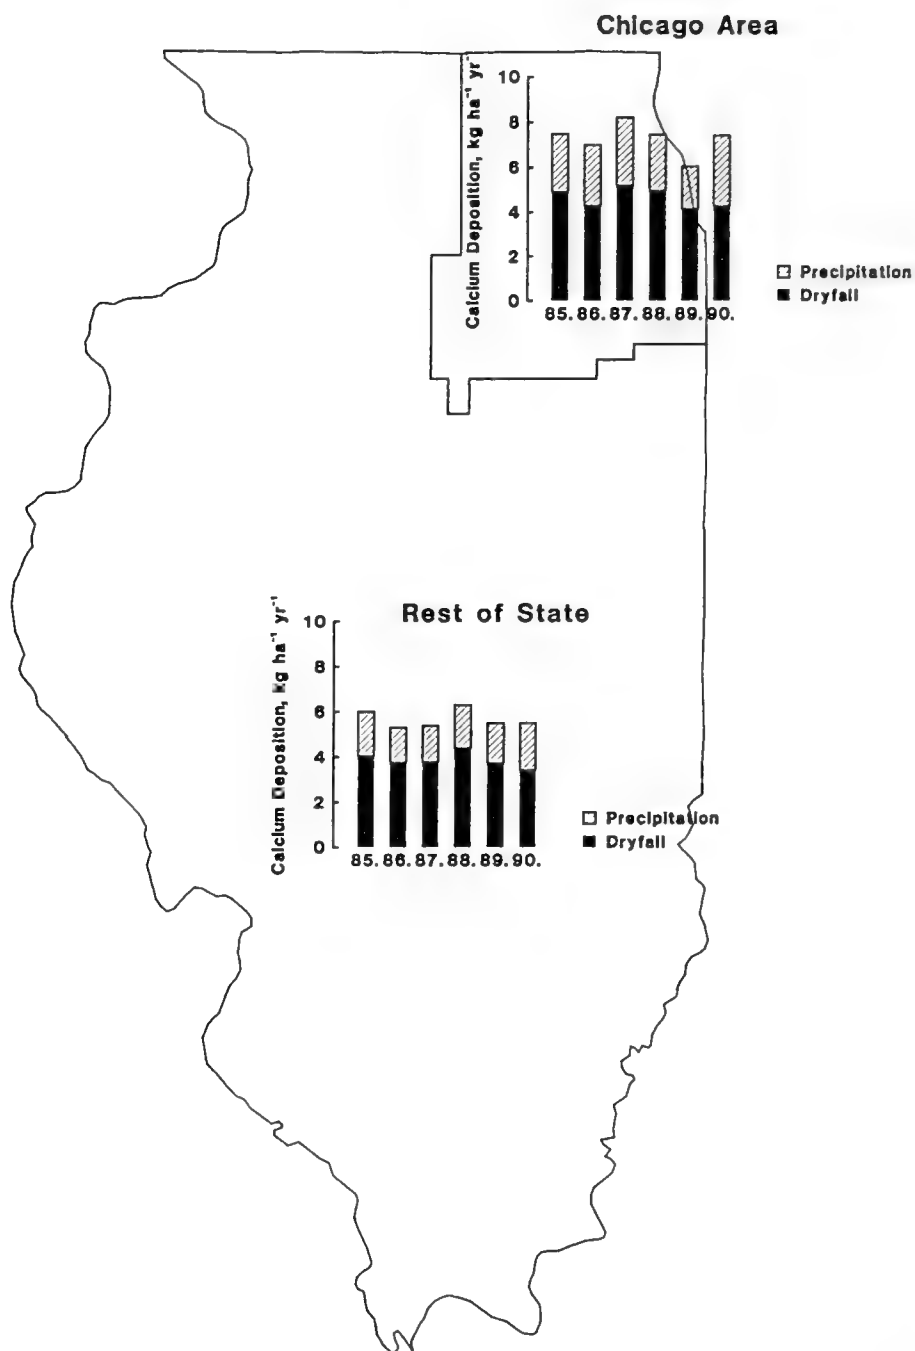 Chicago Area
Calcium Deposition, kg ha⁻¹ yr⁻
10
8
6
4
2
0
85. 86. 87. 88. 89. 90.
Precipitation
Dryfall
Rest of State
Calcium Deposition, kg ha⁻¹ yr⁻¹
10
8
6
4
2
0
85. 86. 87. 88. 89. 90.
Precipitation
Dryfall